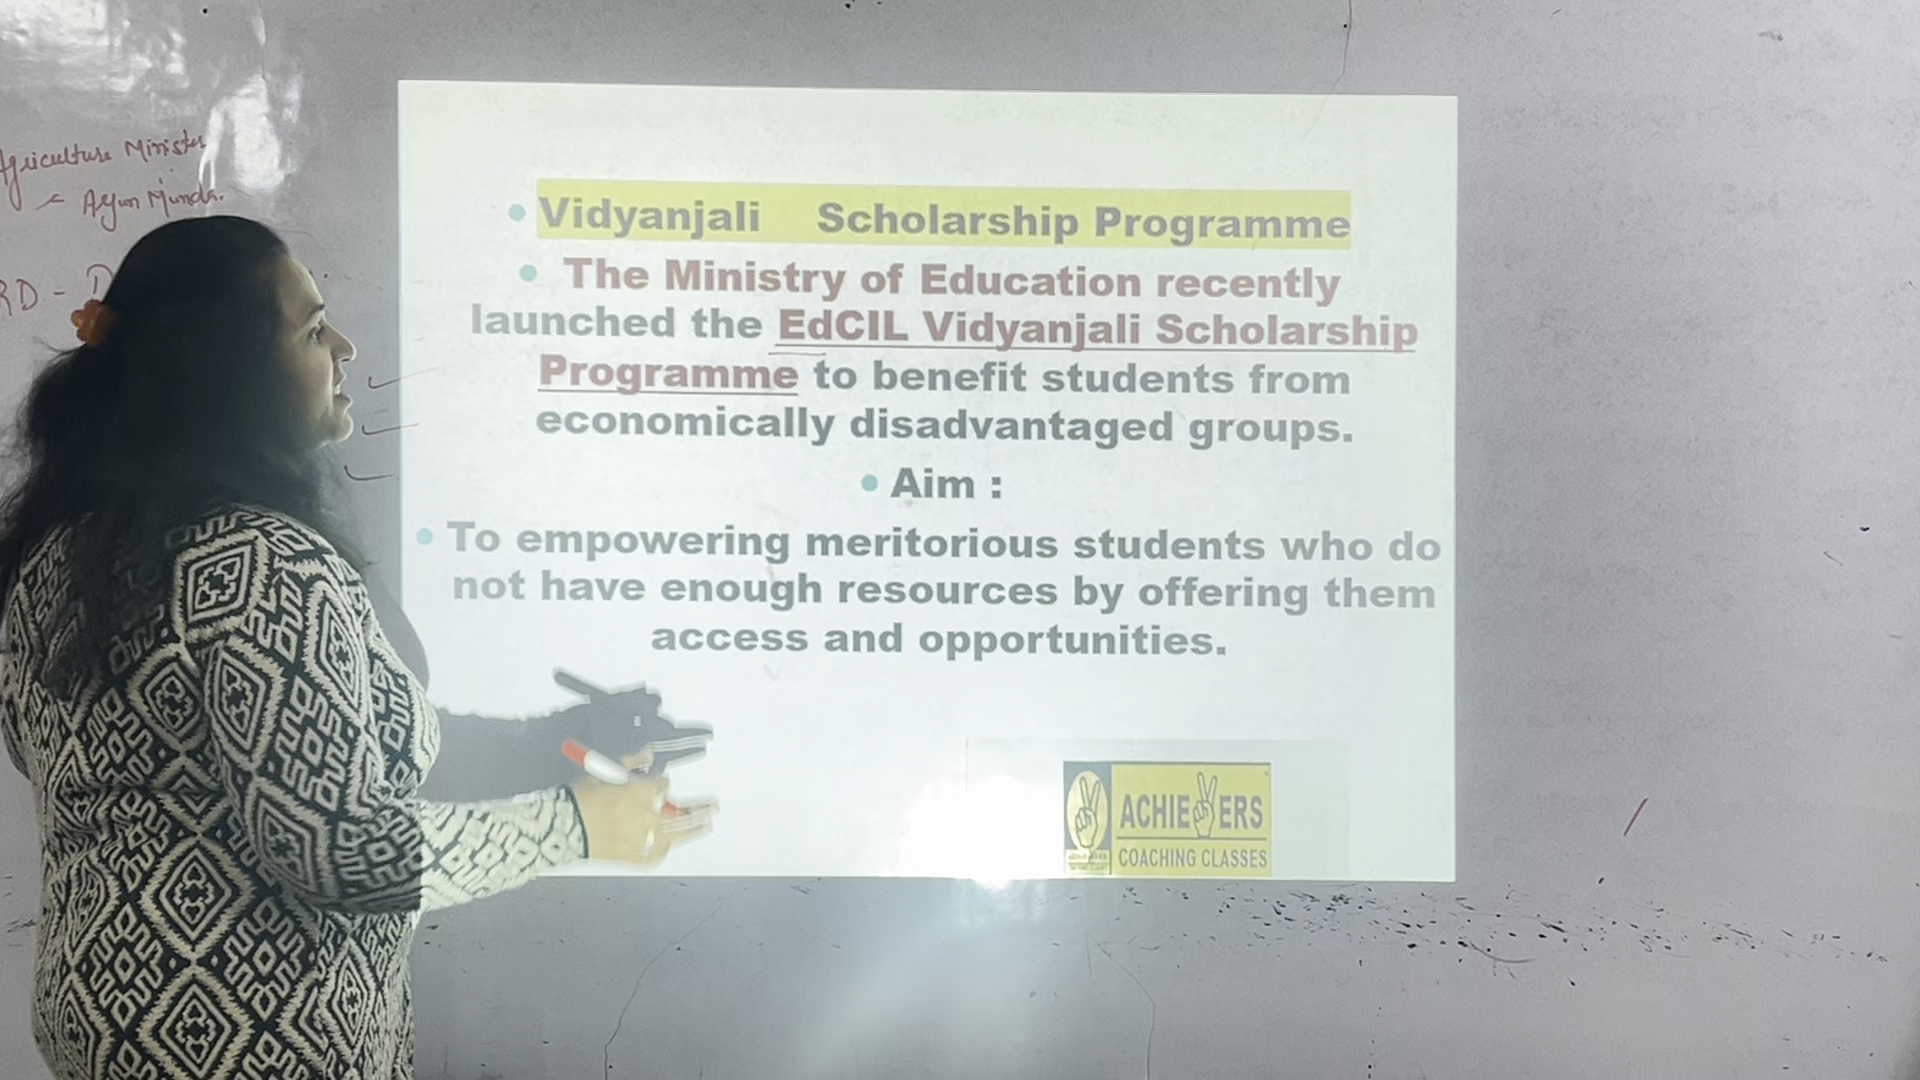 Agriculture Minister
Arjun Munda.
RD -
• Vidyanjali Scholarship Programme
• The Ministry of Education recently
launched the EdCIL Vidyanjali Scholarship
Programme to benefit students from
economically disadvantaged groups.
• Aim :
• To empowering meritorious students who do
not have enough resources by offering them
access and opportunities.
ACHIEVERS
COACHING CLASSES